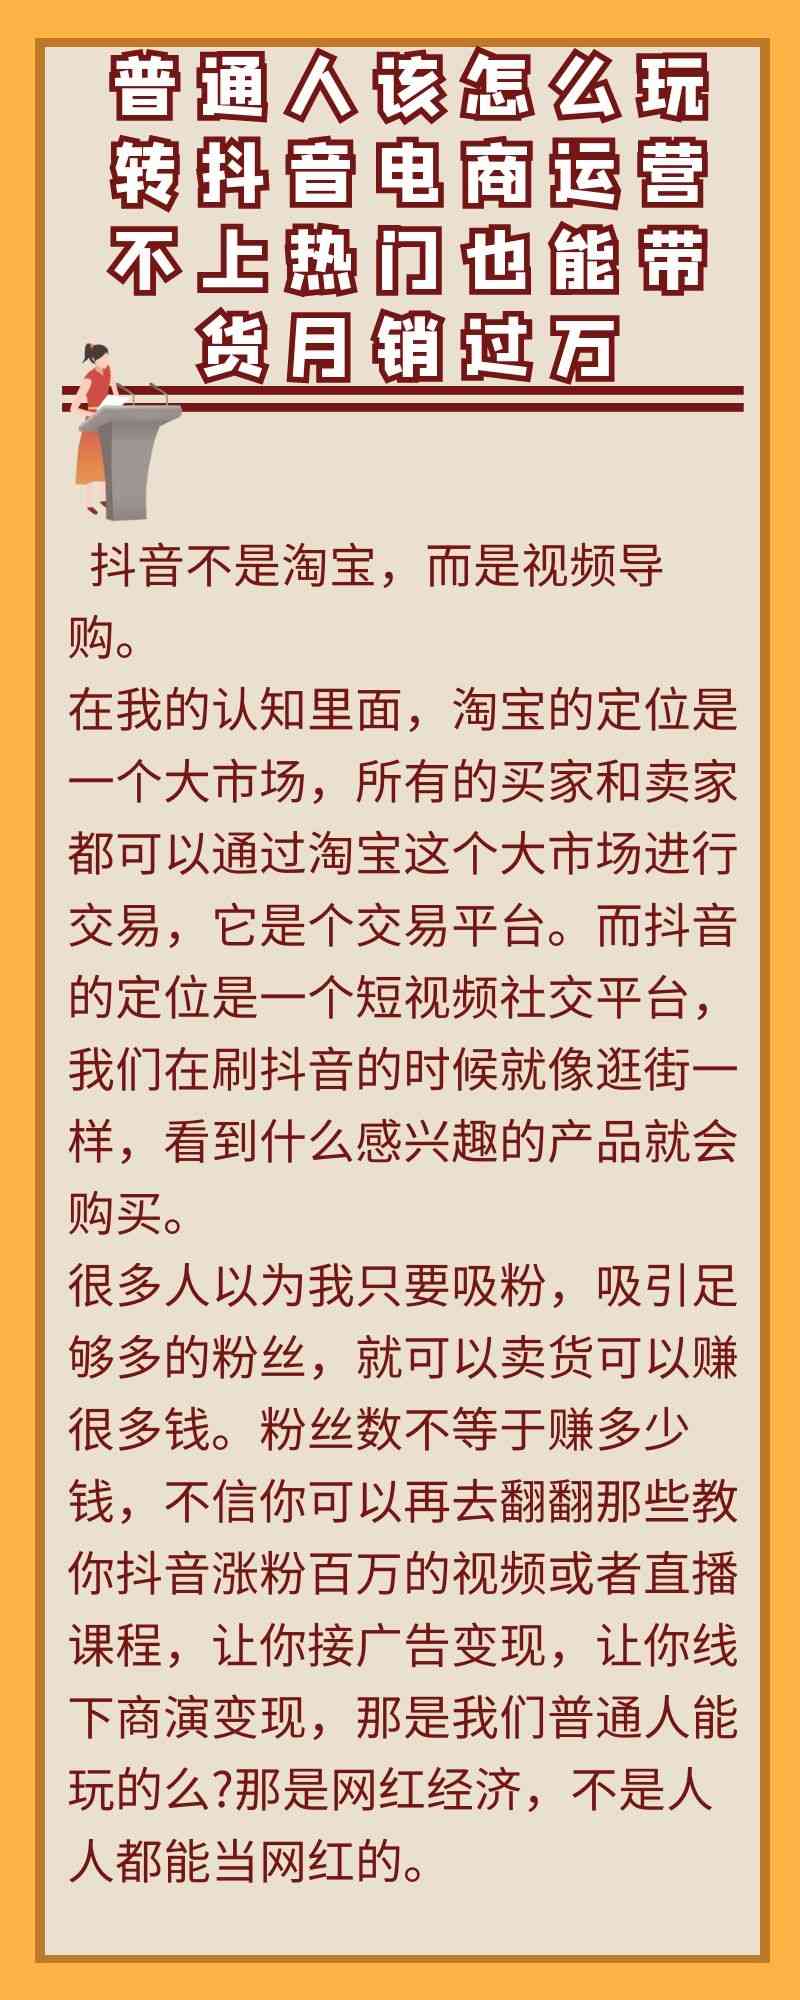 普通人该怎么玩
转抖音电商运营
不上热门也能带
货月销过万
抖音不是淘宝，而是视频导
购。
在我的认知里面，淘宝的定位是
一个大市场，所有的买家和卖家
都可以通过淘宝这个大市场进行
交易，它是个交易平台。而抖音
的定位是一个短视频社交平台，
我们在刷抖音的时候就像逛街一
样，看到什么感兴趣的产品就会
购买。
很多人以为我只要吸粉，吸引足
够多的粉丝，就可以卖货可以赚
很多钱。粉丝数不等于赚多少
钱，不信你可以再去翻翻那些教
你抖音涨粉百万的视频或者直播
课程，让你接广告变现，让你线
下商演变现，那是我们普通人能
玩的么?那是网红经济，不是人
人都能当网红的。